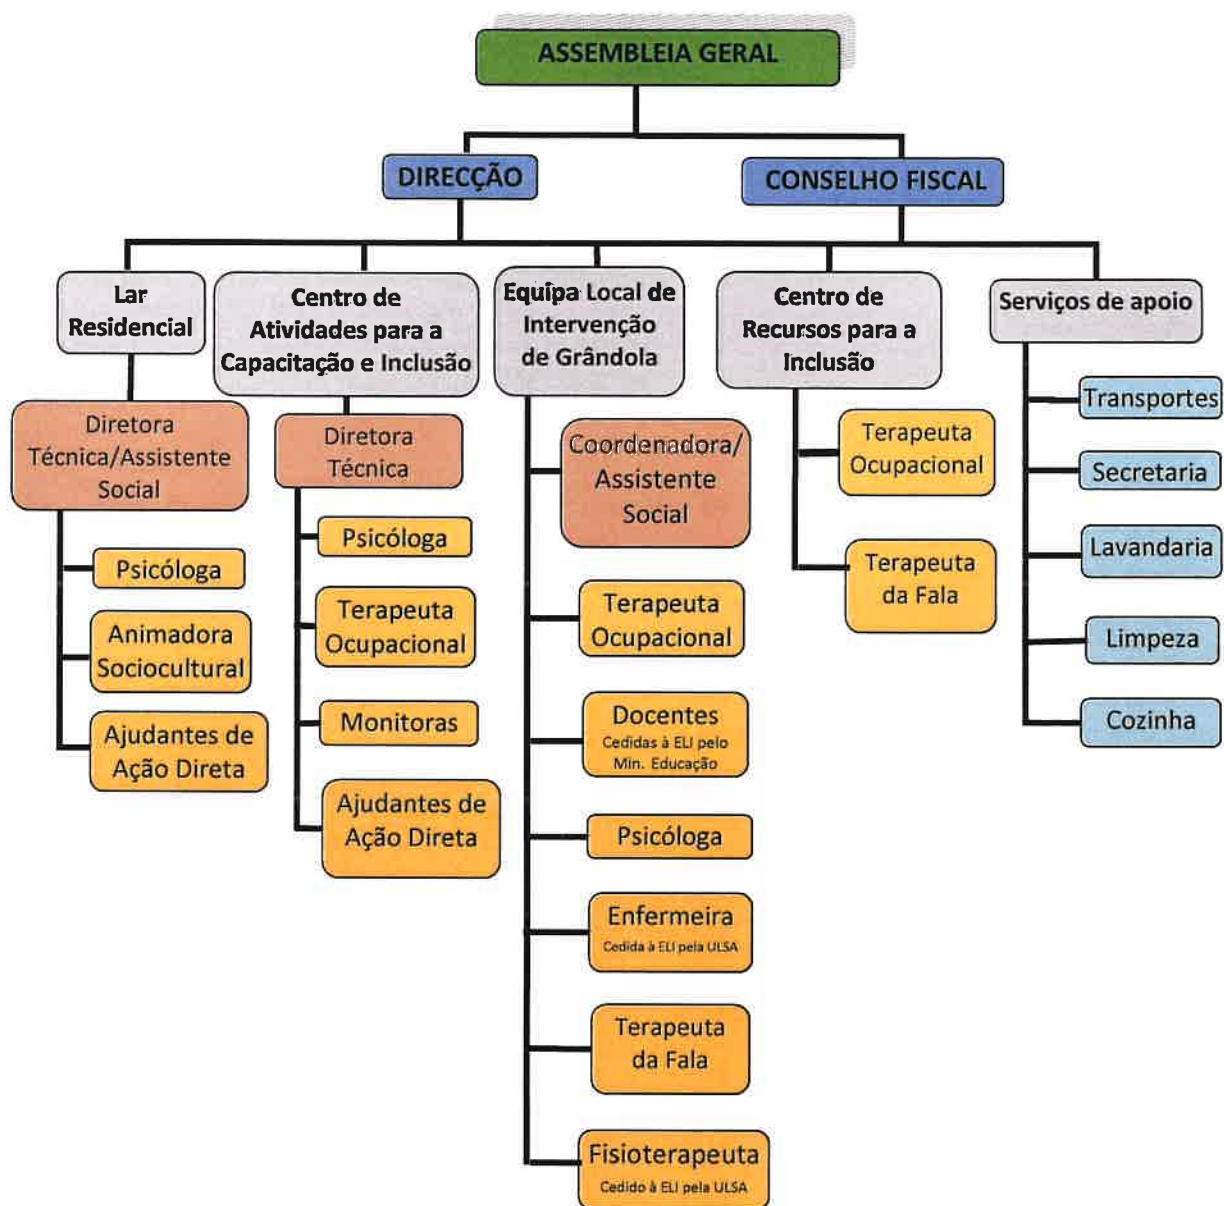 ASSEMBLEIA GERAL
DIRECÇÃO
CONSELHO FISCAL
Lar
Residencial
Centro de
Atividades para a
Capacitação e Inclusão
Equipa Local de
Intervenção
de Grândola
Centro de
Recursos para a
Inclusão
Serviços de apoio
Diretora
Técnica/Assistente
Social
Psicóloga
Animadora
Sociocultural
Ajudantes de
Ação Direta
Diretora
Técnica
Psicóloga
Terapeuta
Ocupacional
Monitoras
Ajudantes de
Ação Direta
Coordenadora/
Assistente
Social
Terapeuta
Ocupacional
Docentes
Cedidas à ELI pelo
Min. Educação
Psicóloga
Enfermeira
Cedida à ELI pela ULSA
Terapeuta
da Fala
Fisioterapeuta
Cedido à ELI pela ULSA
Terapeuta
Ocupacional
Terapeuta
da Fala
Transportes
Secretaria
Lavandaria
Limpeza
Cozinha